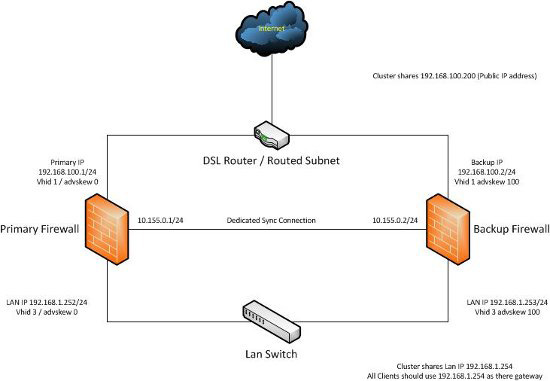 Internet
Cluster shares 192.168.100.200 (Public IP address)
DSL Router / Routed Subnet
Primary IP
192.168.100.1/24
Vhid 1 / advskew 0
Backup IP
192.168.100.2/24
Vhid 1 advskew 100
Primary Firewall
10.155.0.1/24
Dedicated Sync Connection
10.155.0.2/24
Backup Firewall
LAN IP 192.168.1.252/24
Vhid 3 / advskew 0
LAN IP 192.168.1.253/24
Vhid 3 advskew 100
Lan Switch
Cluster shares Lan IP 192.168.1.254
All Clients should use 192.168.1.254 as there gateway